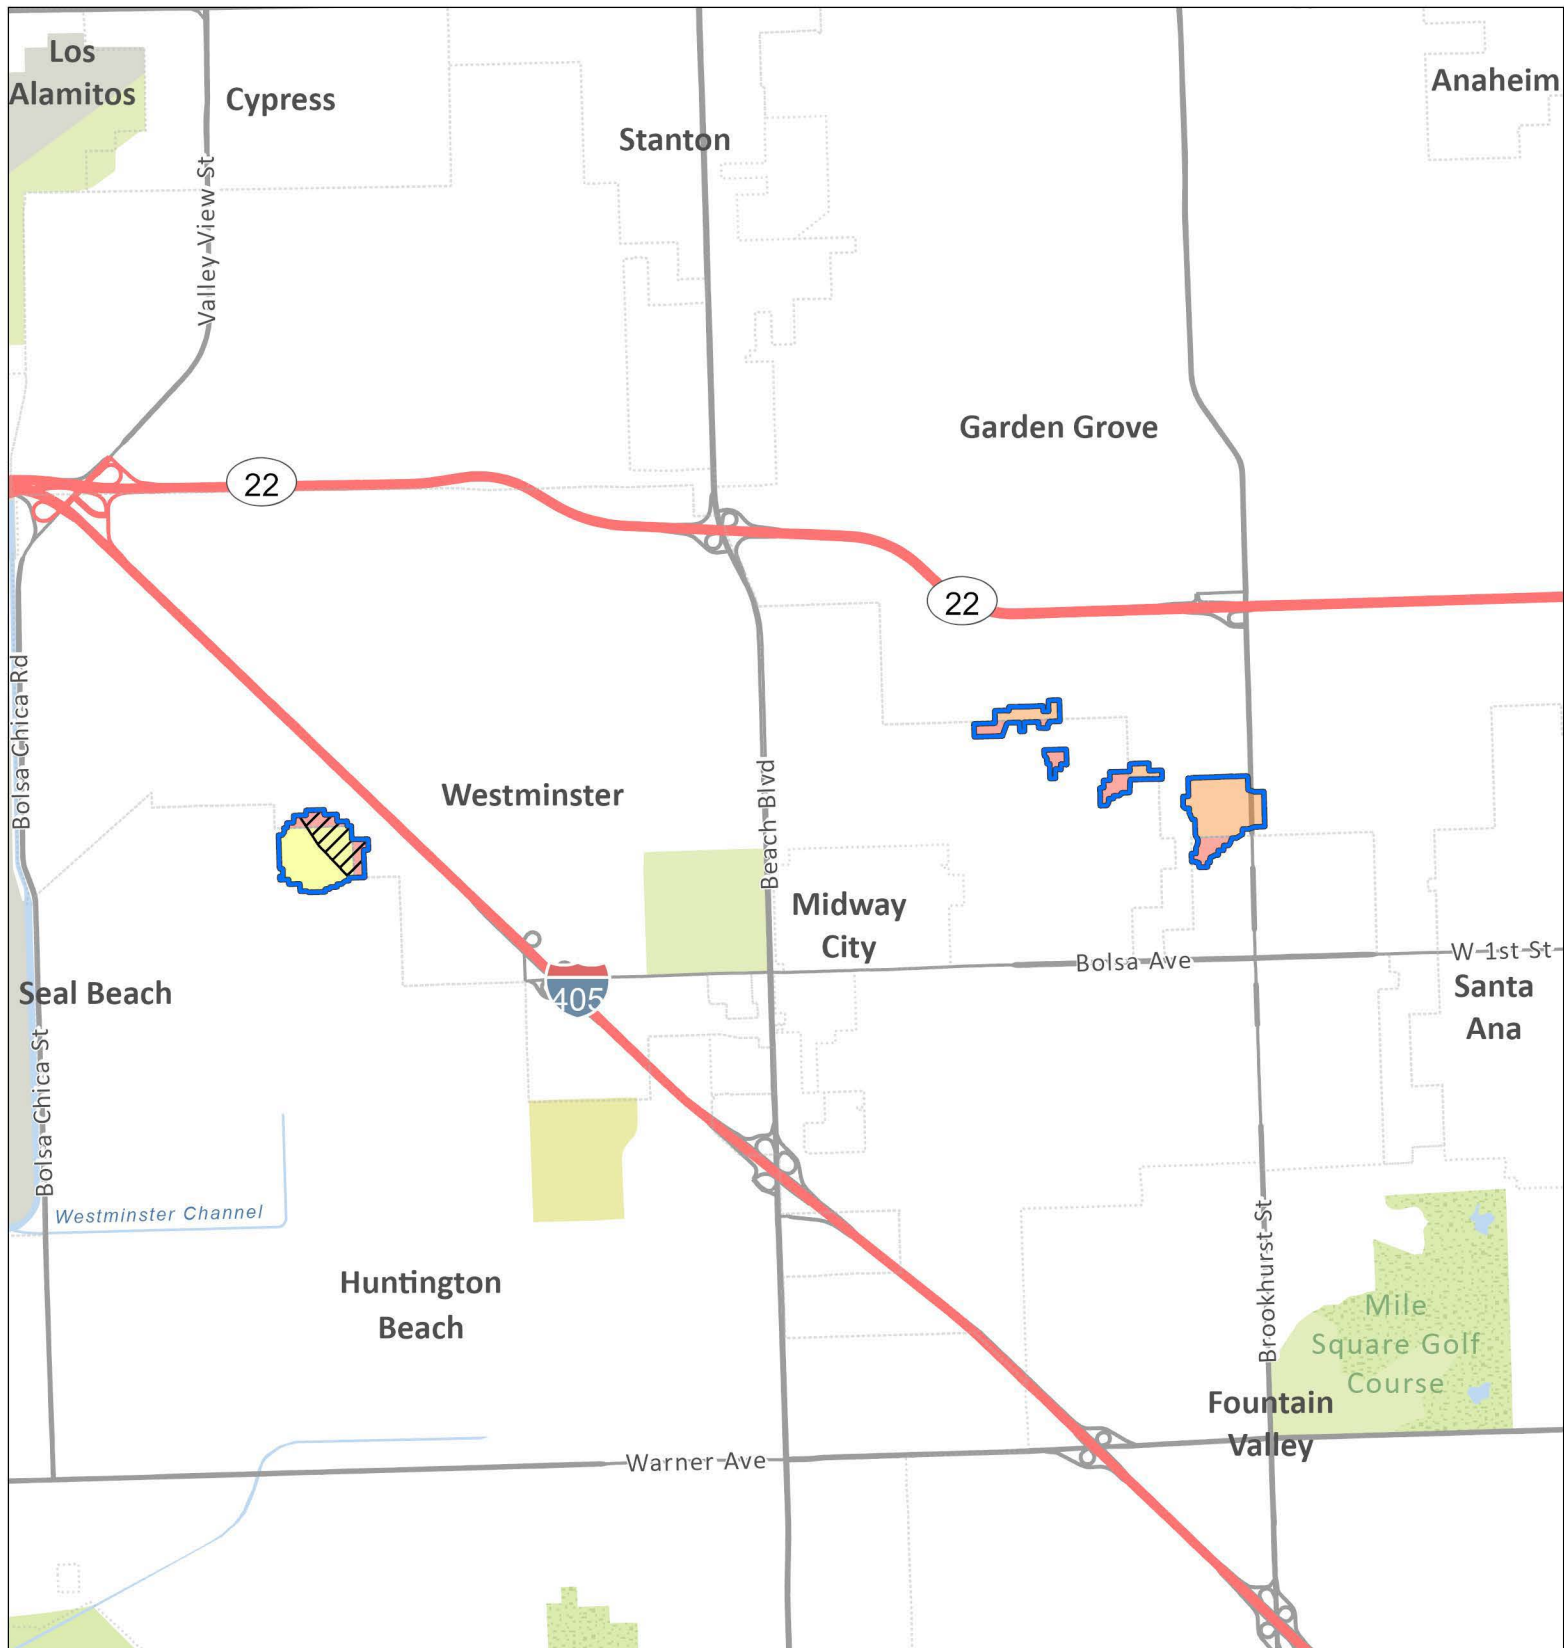 Los
Alamitos
Cypress
Anaheim
Stanton
Valley View St
Garden Grove
22
22
Bolsa Chica Rd
Westminster
Beach Blvd
Midway
City
Bolsa Ave
W 1st St
405
Seal Beach
Santa
Ana
Bolsa Chica St
Westminster Channel
Huntington
Beach
Brookhurst St
Mile
Square Golf
Course
Fountain
Valley
Warner Ave